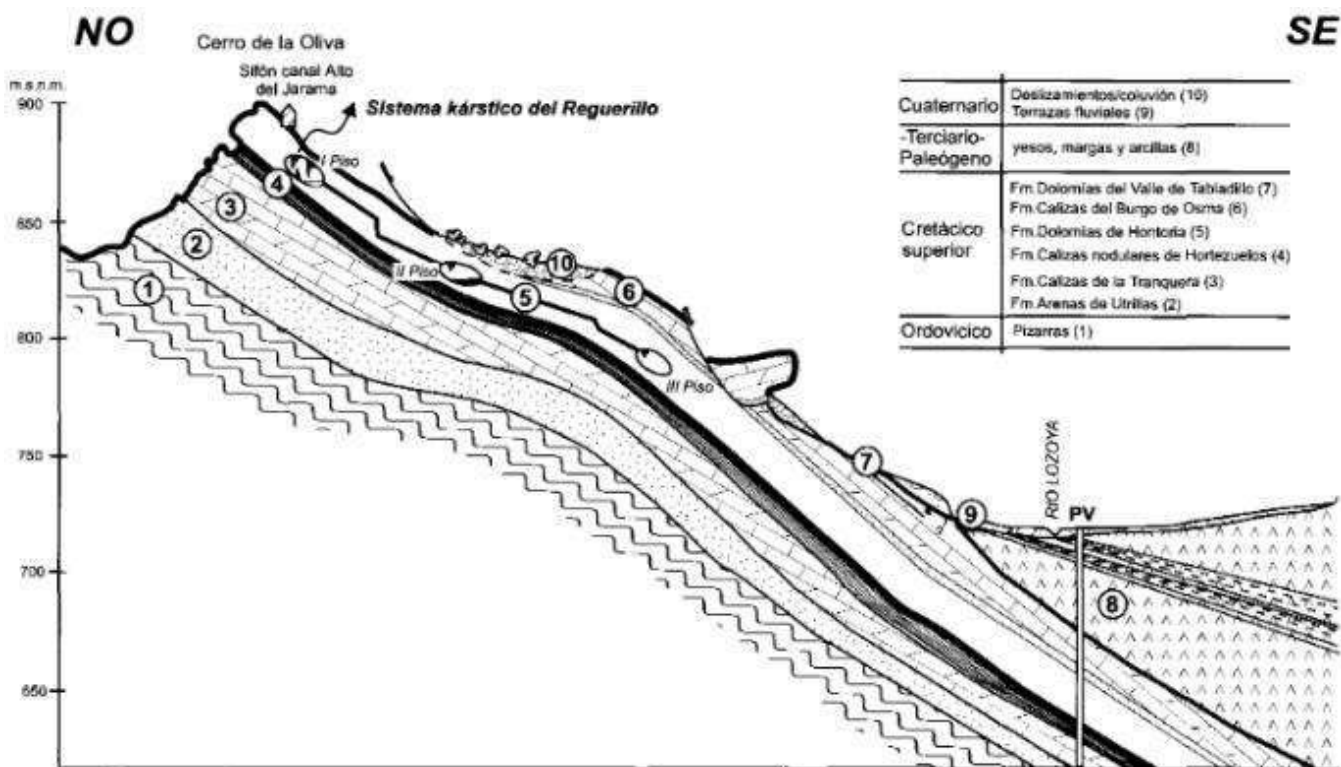 NO
SE
Cerro de la Oliva
Sifón canal Alto
del Jarama
Sistema kárstico del Reguerillo
m.s.n.m.
900
850
800
750
700
650
I Piso
II Piso
III Piso
1
2
3
4
5
6
7
8
9
10
RIO LOZOYA
PV
Cuaternario
Deslizamientos/coluvión (10)
Terrazas fluviales (9)
-Terciario-
Paleógeno
yesos, margas y arcillas (8)
Cretácico
superior
Fm.Dolomías del Valle de Tabladillo (7)
Fm.Calizas del Burgo de Osma (6)
Fm.Dolomías de Hontoria (5)
Fm.Calizas nodulares de Hortezuelos (4)
Fm.Calizas de la Tranquera (3)
Fm.Arenas de Utrillas (2)
Ordovicico
Pizarras (1)